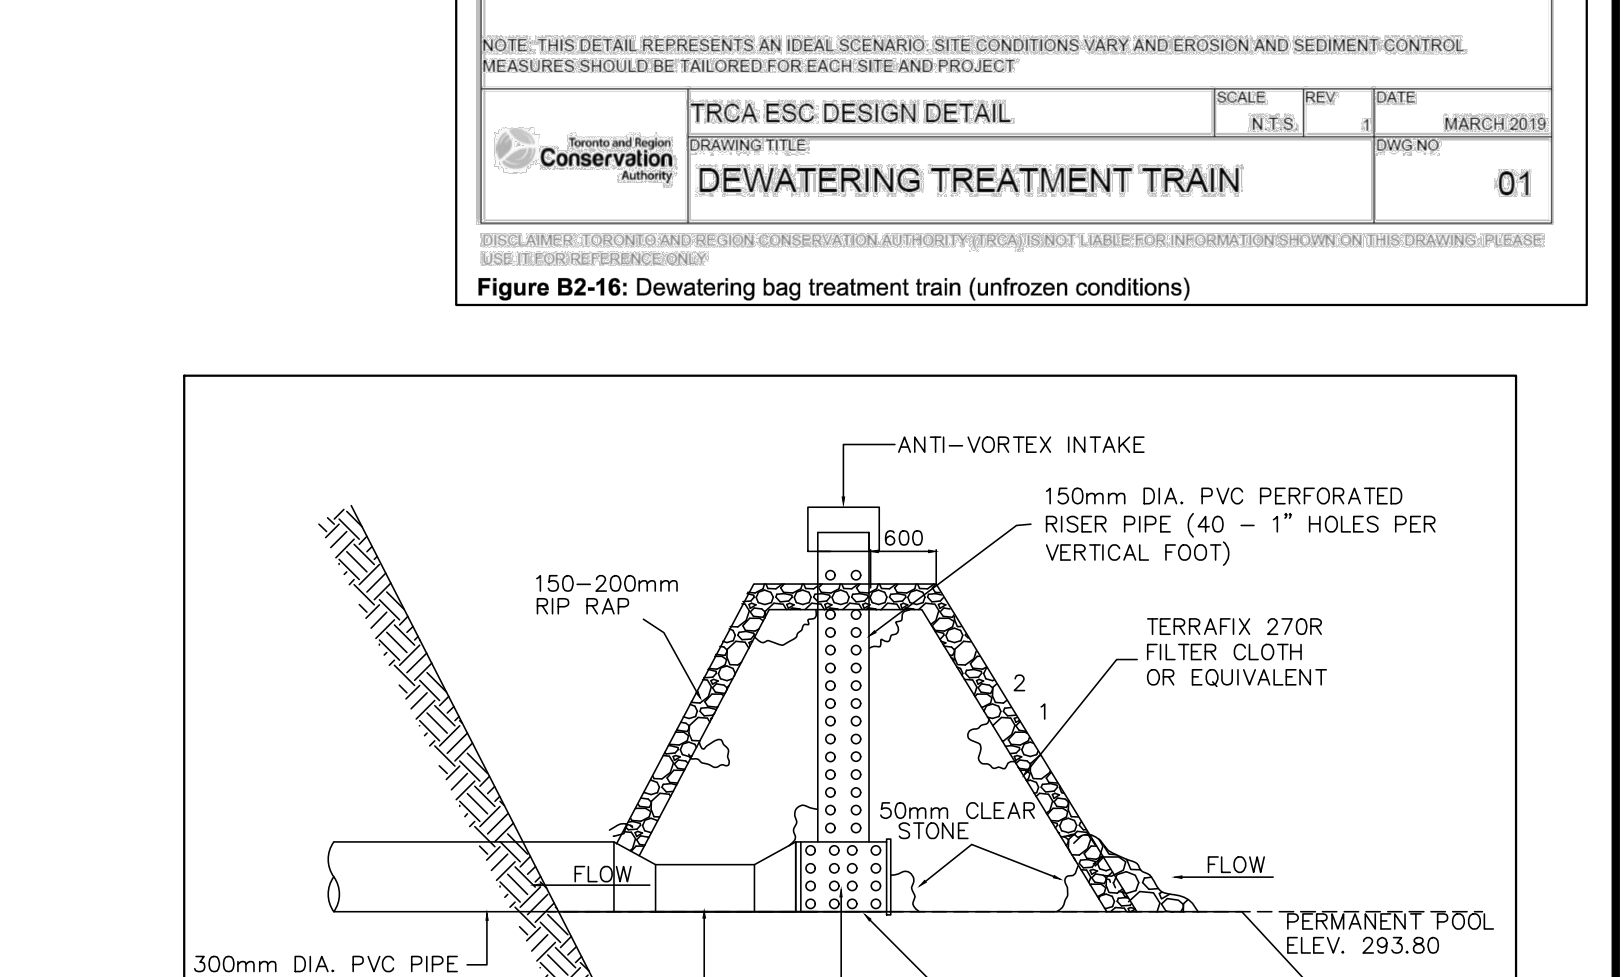 NOTE: THIS DETAIL REPRESENTS AN IDEAL SCENARIO. SITE CONDITIONS VARY AND EROSION AND SEDIMENT CONTROL
MEASURES SHOULD BE TAILORED FOR EACH SITE AND PROJECT
Toronto and Region
Conservation
Authority
TRCA ESC DESIGN DETAIL
SCALE
N.T.S.
REV
1
DATE
MARCH 2019
DRAWING TITLE
DEWATERING TREATMENT TRAIN
DWG NO
01
DISCLAIMER: TORONTO AND REGION CONSERVATION AUTHORITY (TRCA) IS NOT LIABLE FOR INFORMATION SHOWN ON THIS DRAWING. PLEASE
USE IT FOR REFERENCE ONLY
Figure B2-16: Dewatering bag treatment train (unfrozen conditions)
ANTI-VORTEX INTAKE
150mm DIA. PVC PERFORATED
RISER PIPE (40 - 1" HOLES PER
VERTICAL FOOT)
600
150-200mm
RIP RAP
TERRAFIX 270R
FILTER CLOTH
OR EQUIVALENT
2
1
50mm CLEAR
STONE
FLOW
FLOW
PERMANENT POOL
ELEV. 293.80
300mm DIA. PVC PIPE